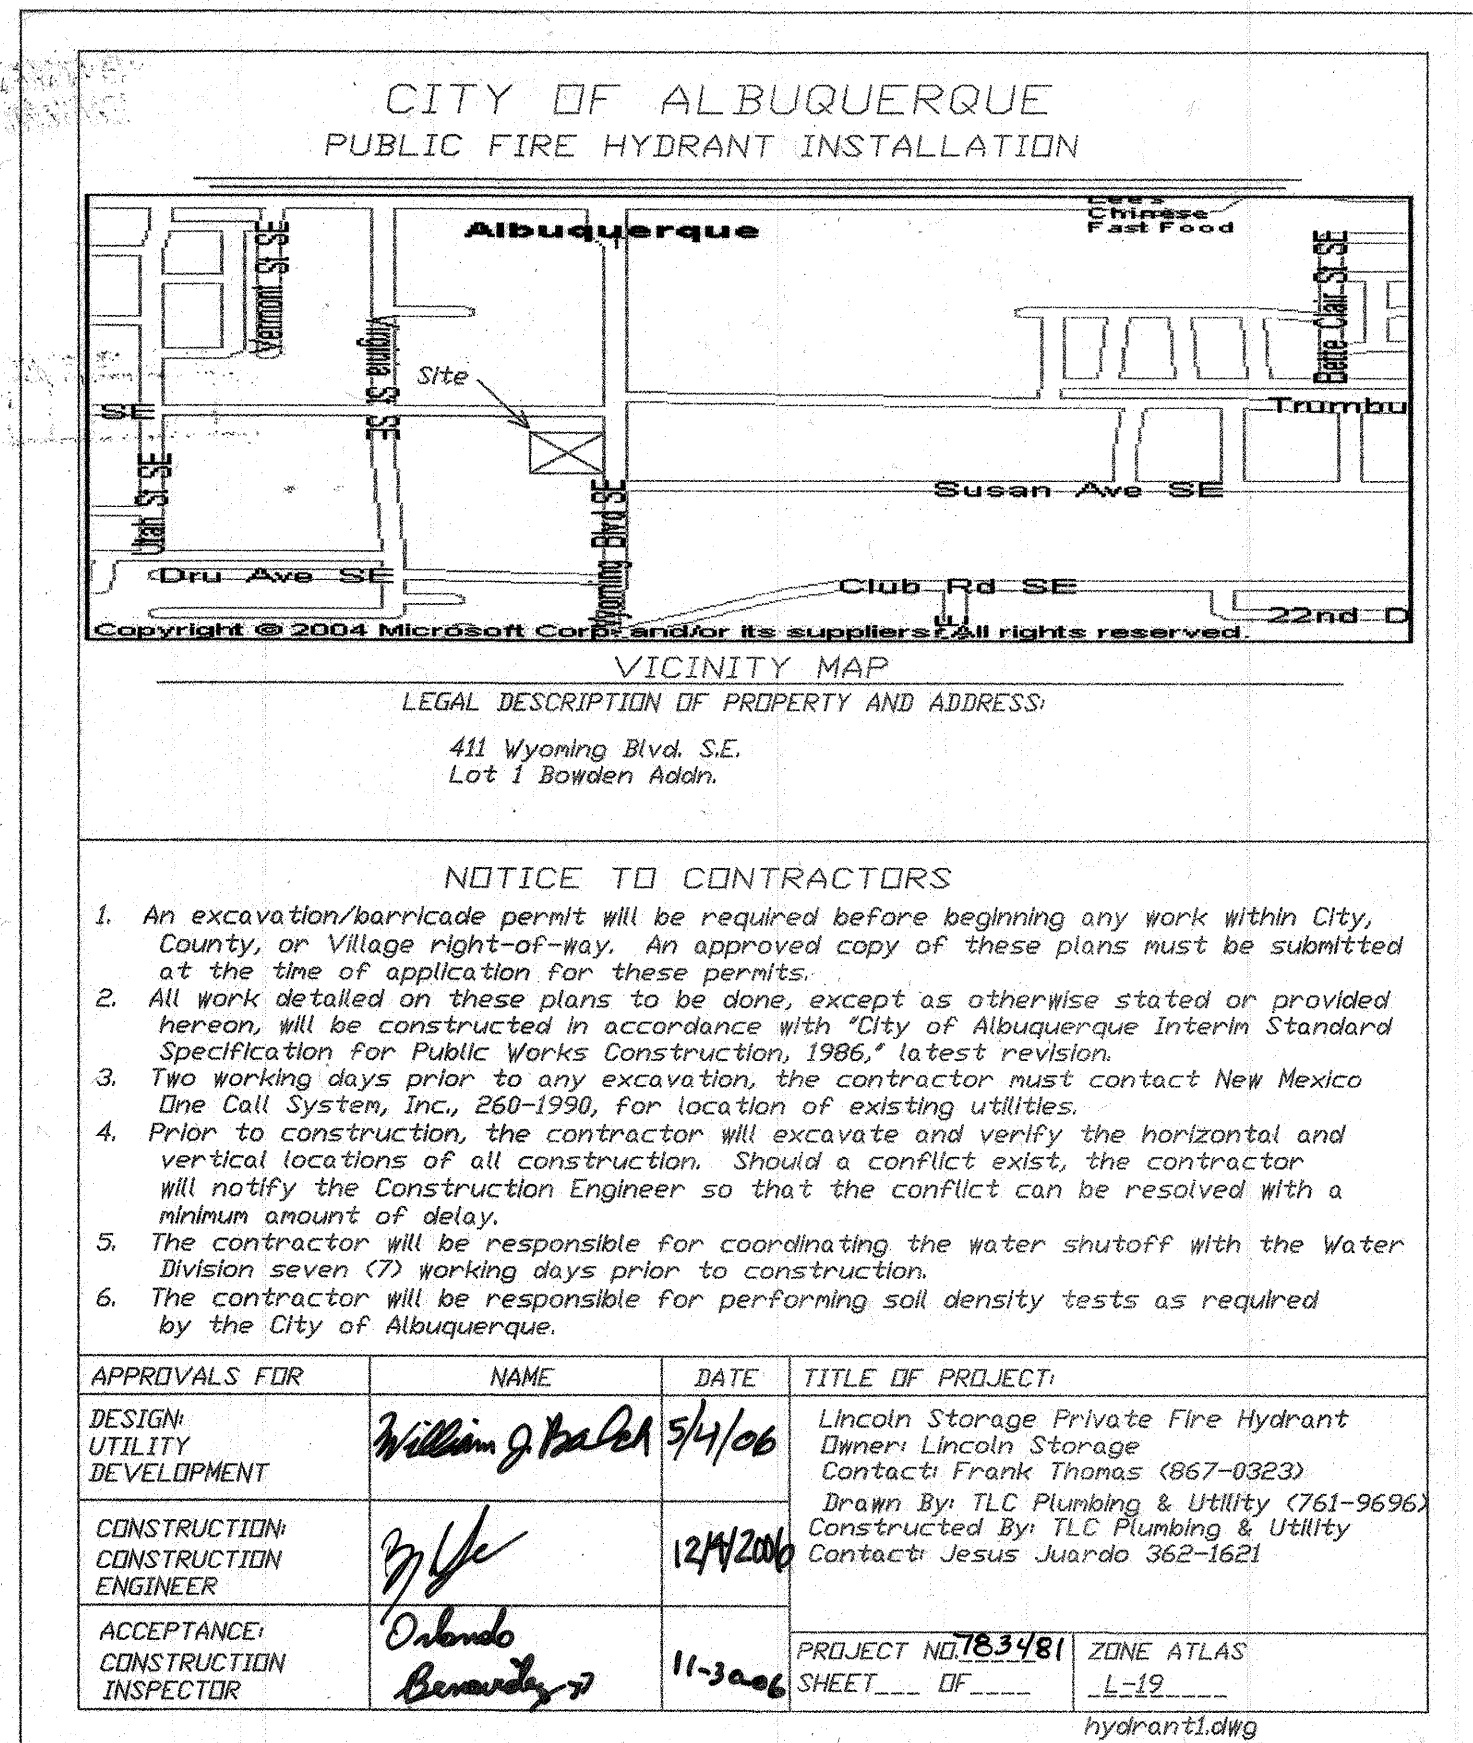 CITY OF ALBUQUERQUE
PUBLIC FIRE HYDRANT INSTALLATION
Albuquerque
Chinese
Fast Food
Vermont St SE
Virginia St SE
Bette Clair St SE
Site
SE
Trumbu
Utah St SE
Wyoming Blvd SE
Susan Ave SE
Dru Ave SE
Club Rd SE
22nd D
Copyright © 2004 Microsoft Corp. and/or its suppliers. All rights reserved.
VICINITY MAP
LEGAL DESCRIPTION OF PROPERTY AND ADDRESS:
411 Wyoming Blvd. S.E.
Lot 1 Bowden Addn.
NOTICE TO CONTRACTORS
1. An excavation/barricade permit will be required before beginning any work within City,
County, or Village right-of-way. An approved copy of these plans must be submitted
at the time of application for these permits.
2. All work detailed on these plans to be done, except as otherwise stated or provided
hereon, will be constructed in accordance with "City of Albuquerque Interim Standard
Specification for Public Works Construction, 1986," latest revision.
3. Two working days prior to any excavation, the contractor must contact New Mexico
One Call System, Inc., 260-1990, for location of existing utilities.
4. Prior to construction, the contractor will excavate and verify the horizontal and
vertical locations of all construction. Should a conflict exist, the contractor
will notify the Construction Engineer so that the conflict can be resolved with a
minimum amount of delay.
5. The contractor will be responsible for coordinating the water shutoff with the Water
Division seven (7) working days prior to construction.
6. The contractor will be responsible for performing soil density tests as required
by the City of Albuquerque.
APPROVALS FOR NAME DATE TITLE OF PROJECT:
DESIGN:
UTILITY
DEVELOPMENT
William J. Balch 5/4/06
Lincoln Storage Private Fire Hydrant
Owner: Lincoln Storage
Contact: Frank Thomas (867-0323)
Drawn By: TLC Plumbing & Utility (761-9696)
Constructed By: TLC Plumbing & Utility
Contact: Jesus Juardo 362-1621
CONSTRUCTION:
CONSTRUCTION
ENGINEER
12/4/2006
ACCEPTANCE:
CONSTRUCTION
INSPECTOR
Orlando
11-30-06
PROJECT NO. 783481
SHEET___ OF____
ZONE ATLAS
L-19
hydrant1.dwg